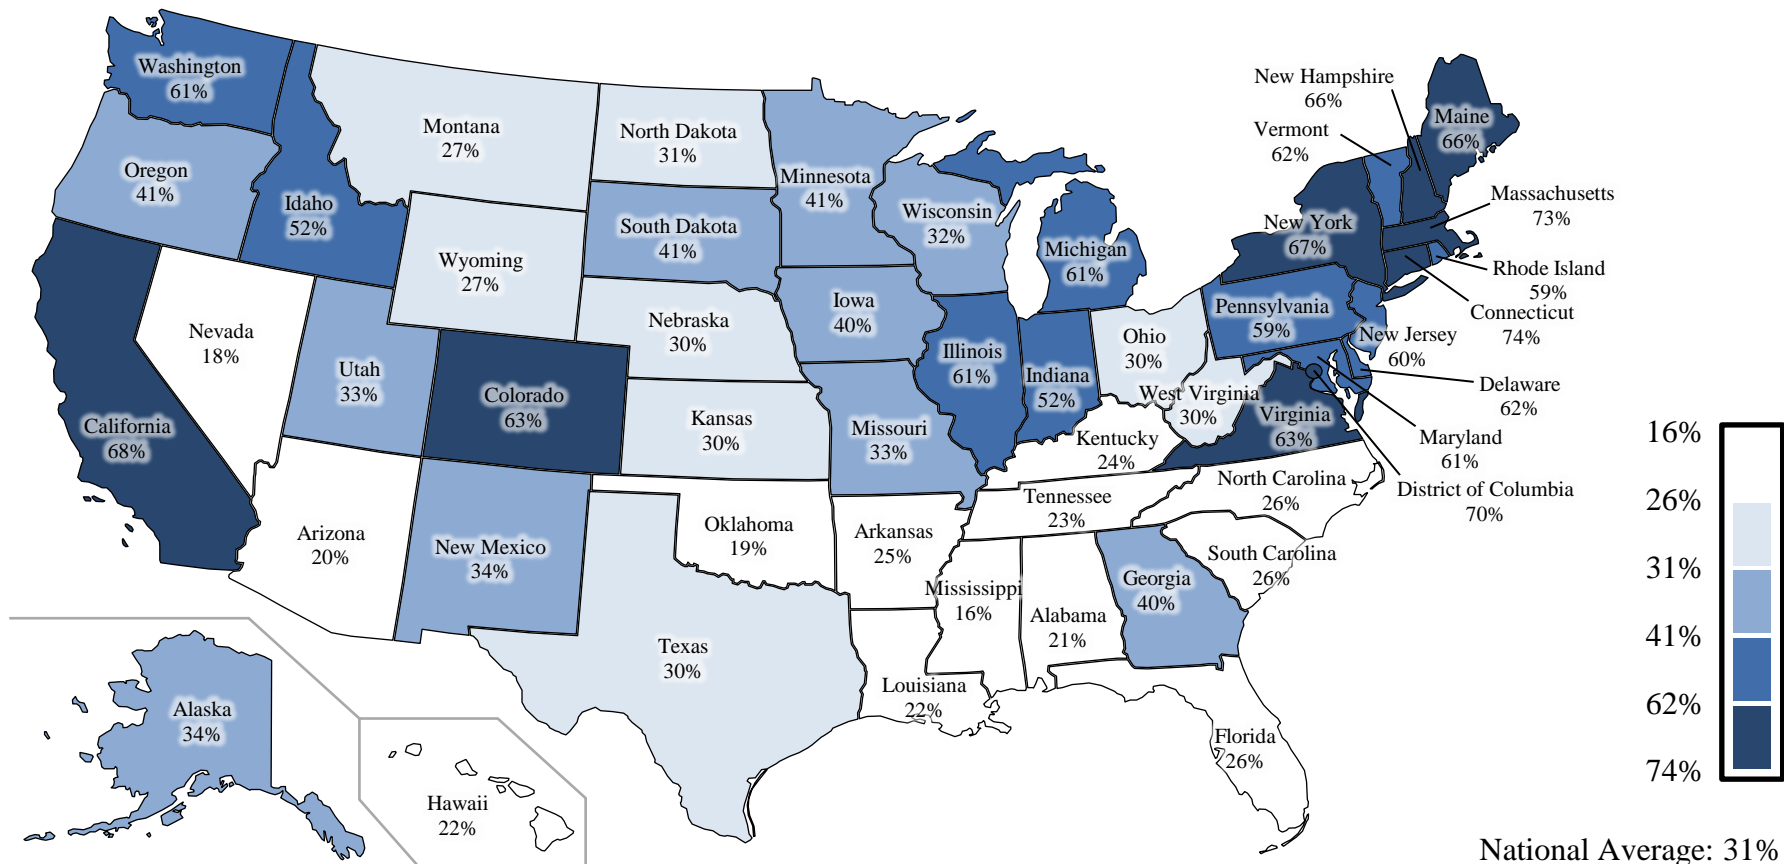 Washington
61%
Oregon
41%
Idaho
52%
Montana
27%
North Dakota
31%
Minnesota
41%
Wisconsin
32%
Michigan
61%
New Hampshire
66%
Vermont
62%
Maine
66%
Massachusetts
73%
New York
67%
Rhode Island
59%
Connecticut
74%
Wyoming
27%
South Dakota
41%
Iowa
40%
Nebraska
30%
Nevada
18%
Utah
33%
Colorado
63%
California
68%
Kansas
30%
Missouri
33%
Illinois
61%
Indiana
52%
Ohio
30%
Pennsylvania
59%
New Jersey
60%
Delaware
62%
West Virginia
30%
Virginia
63%
Maryland
61%
District of Columbia
70%
Kentucky
24%
Tennessee
23%
North Carolina
26%
South Carolina
26%
Arizona
20%
New Mexico
34%
Oklahoma
19%
Arkansas
25%
Mississippi
16%
Alabama
21%
Georgia
40%
Texas
30%
Louisiana
22%
Florida
26%
Alaska
34%
Hawaii
22%
16%
26%
31%
41%
62%
74%
National Average: 31%